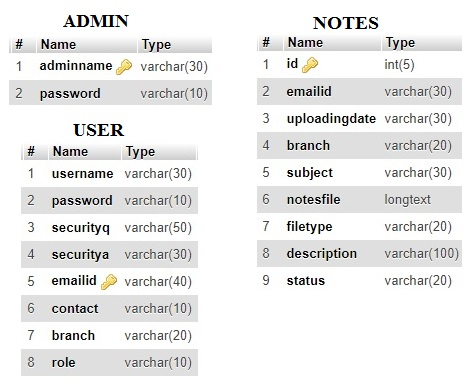 ADMIN
# Name Type
1 adminname varchar(30)
2 password varchar(10)
USER
# Name Type
1 username varchar(30)
2 password varchar(10)
3 securityq varchar(50)
4 securitya varchar(30)
5 emailid varchar(40)
6 contact varchar(10)
7 branch varchar(20)
8 role varchar(10)
NOTES
# Name Type
1 id int(5)
2 emailid varchar(30)
3 uploadingdate varchar(30)
4 branch varchar(20)
5 subject varchar(30)
6 notesfile longtext
7 filetype varchar(20)
8 description varchar(100)
9 status varchar(20)